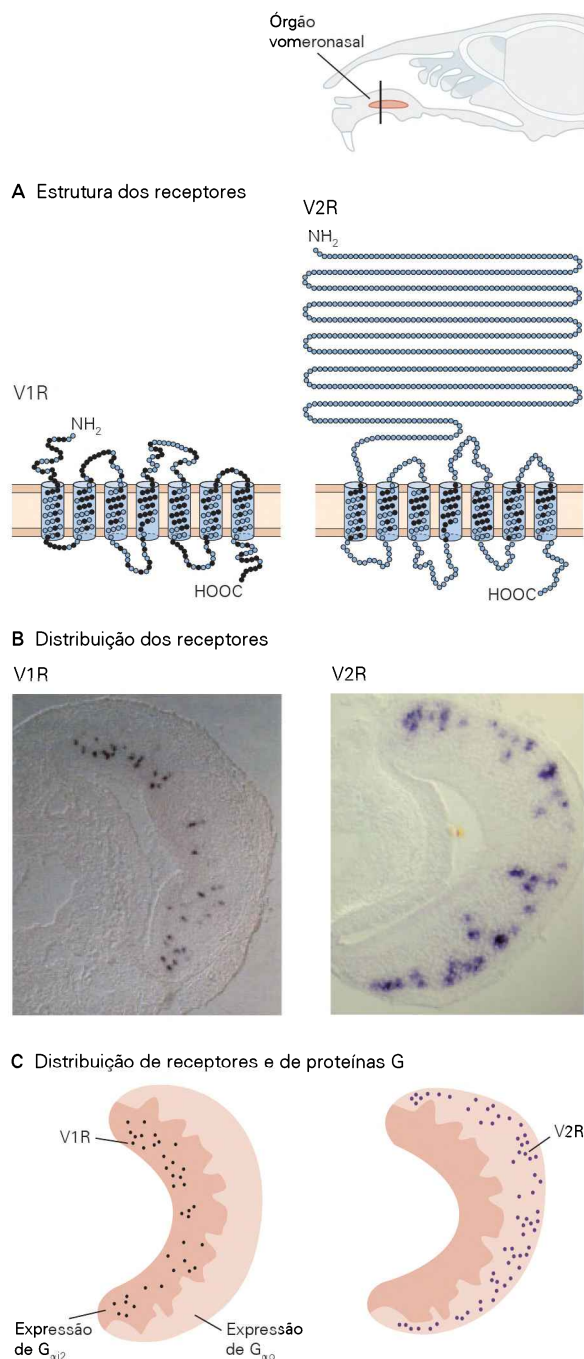 Órgão
vomeronasal
A Estrutura dos receptores
V2R
NH2
V1R
NH2
HOOC
HOOC
B Distribuição dos receptores
V1R
V2R
C Distribuição de receptores e de proteínas G
V1R
V2R
Expressão
de Gαi2
Expressão
de Gαo